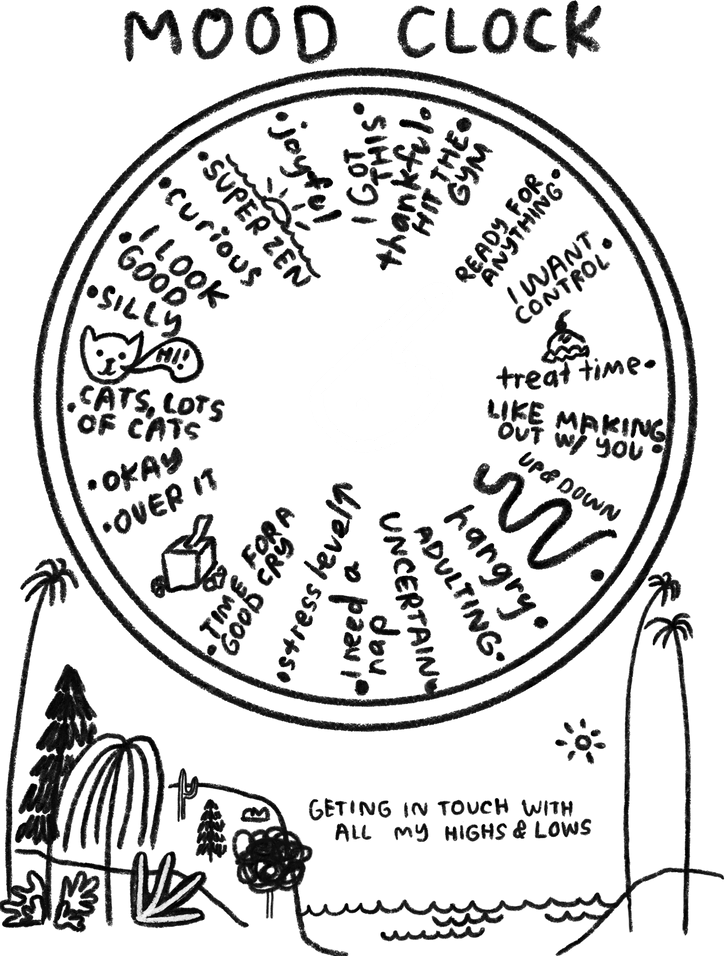 MOOD CLOCK
I GOT
THIS
thankful
HIT THE
GYM
READY FOR
ANYTHING
I WANT
CONTROL
treat time
LIKE MAKING
OUT W/ YOU
UP & DOWN
hangry
ADULTING
UNCERTAIN
I need a
nap
stress level↑
TIME FOR A
GOOD CRY
OVER IT
OKAY
CATS, LOTS
OF CATS
HI!
SILLY
I LOOK
GOOD
curious
SUPER ZEN
joyful
GETING IN TOUCH WITH
ALL MY HIGHS & LOWS